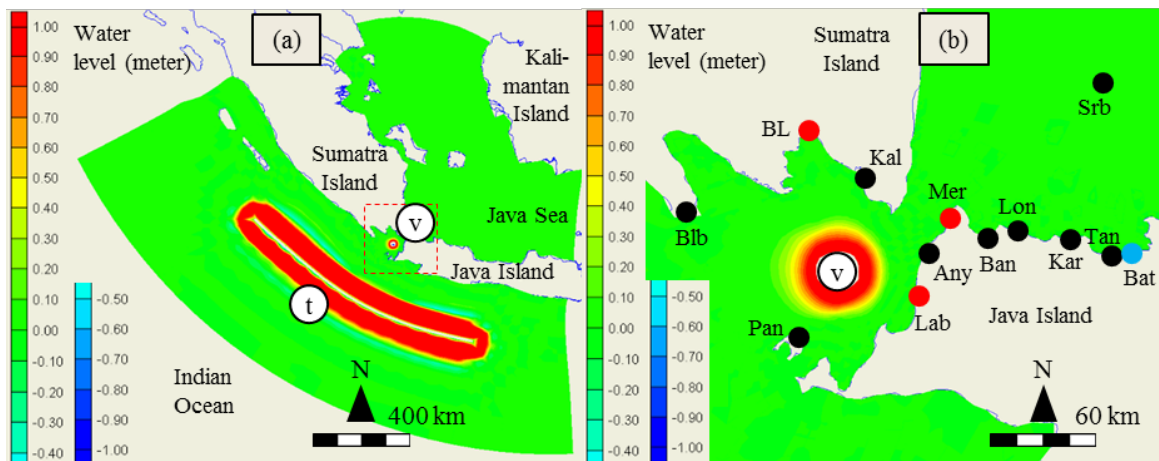 Water
level (meter)
(a)
Kali-
mantan Island
Sumatra
Island
v
Java Sea
Java Island
t
Indian
Ocean
N
400 km
1.00
0.90
0.80
0.70
0.60
0.50
0.40
0.30
0.20
0.10
0.00
-0.10
-0.20
-0.30
-0.40
-0.50
-0.60
-0.70
-0.80
-0.90
-1.00
Water
level (meter)
(b)
Sumatra
Island
Srb
BL
Kal
Mer
Lon
Blb
Tan
v
Any
Ban
Kar
Bat
Lab
Java Island
Pan
N
60 km
1.00
0.90
0.80
0.70
0.60
0.50
0.40
0.30
0.20
0.10
0.00
-0.10
-0.20
-0.30
-0.40
-0.50
-0.60
-0.70
-0.80
-0.90
-1.00